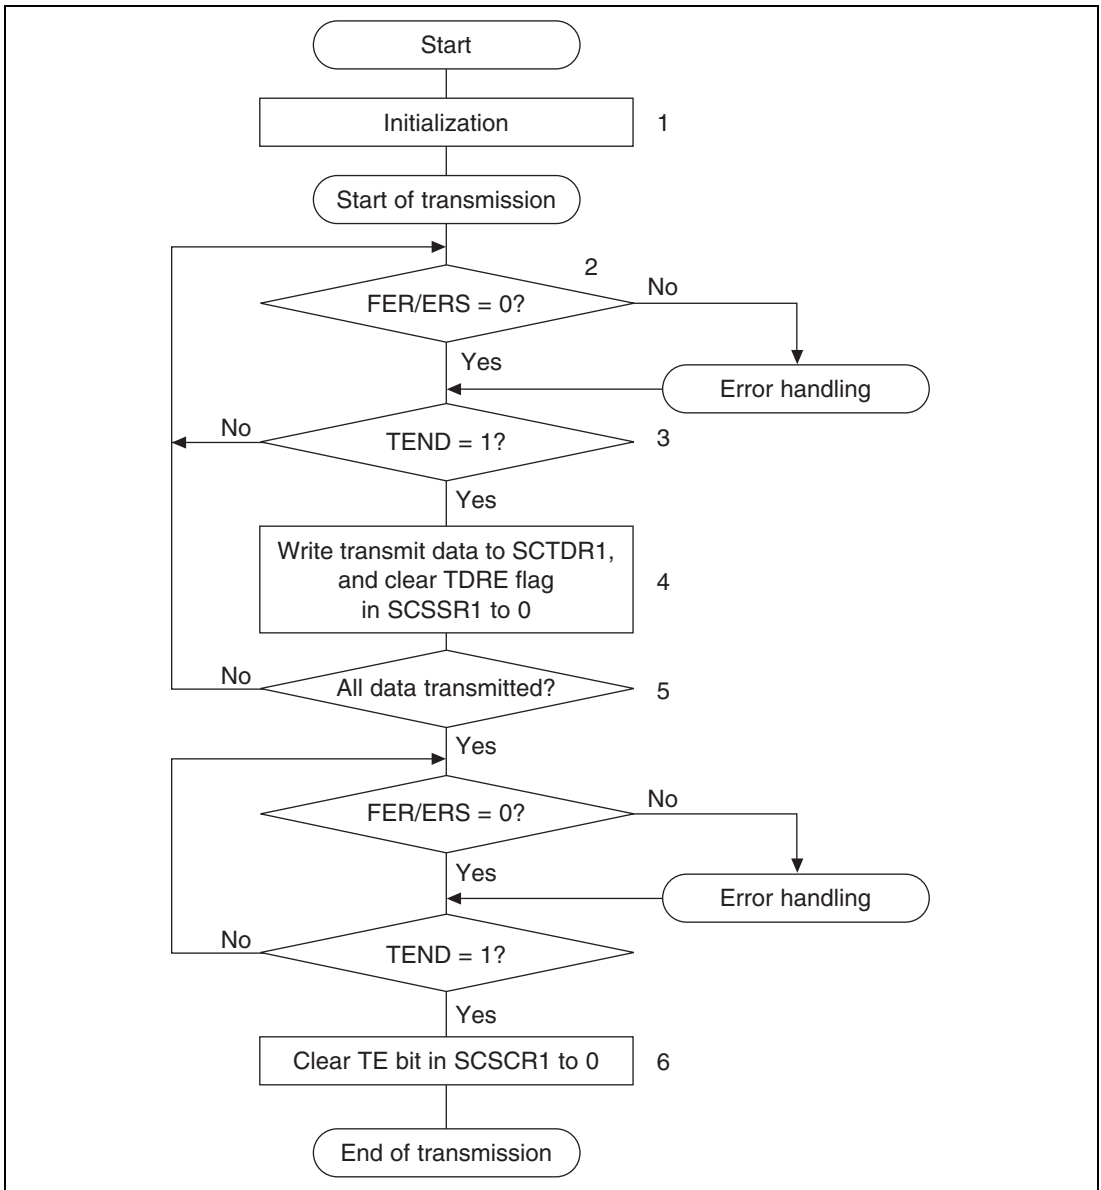 Start
Initialization
1
Start of transmission
2
FER/ERS = 0?
No
Yes
Error handling
No
TEND = 1?
3
Yes
Write transmit data to SCTDR1,
and clear TDRE flag
in SCSSR1 to 0
4
No
All data transmitted?
5
Yes
FER/ERS = 0?
No
Yes
Error handling
No
TEND = 1?
Yes
Clear TE bit in SCSCR1 to 0
6
End of transmission